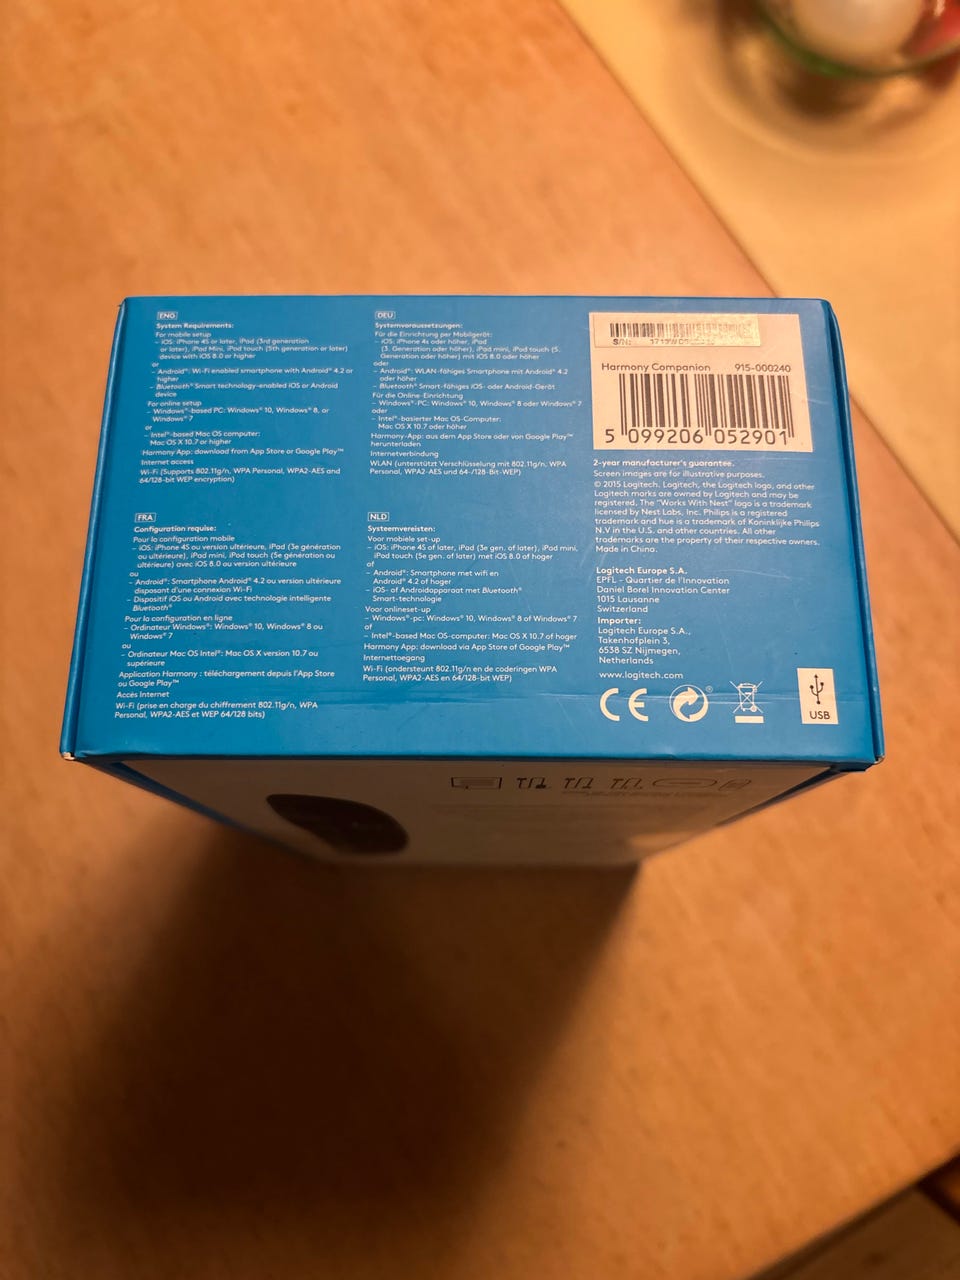 ENG
System Requirements:
For mobile setup
- iOS: iPhone 4S or later, iPad (3rd generation
or later), iPad Mini, iPod touch (5th generation or later)
device with iOS 8.0 or higher
or
- Android®: Wi-Fi enabled smartphone with Android® 4.2 or
higher
- Bluetooth® Smart technology-enabled iOS or Android
device
For online setup
- Windows®-based PC: Windows® 10, Windows® 8, or
Windows® 7
or
- Intel®-based Mac OS computer:
Mac OS X 10.7 or higher
Harmony App: download from App Store or Google Play™
Internet access
Wi-Fi (Supports 802.11g/n, WPA Personal, WPA2-AES and
64/128-bit WEP encryption)
DEU
Systemvoraussetzungen:
Für die Einrichtung per Mobilgerät:
- iOS: iPhone 4s oder höher, iPad
(3. Generation oder höher), iPad mini, iPod touch (5.
Generation oder höher) mit iOS 8.0 oder höher
oder
- Android®: WLAN-fähiges Smartphone mit Android® 4.2
oder höher
- Bluetooth® Smart-fähiges iOS- oder Android-Gerät
Für die Online-Einrichtung
- Windows®-PC: Windows® 10, Windows® 8 oder Windows® 7
oder
- Intel®-basierter Mac OS-Computer:
Mac OS X 10.7 oder höher
Harmony-App: aus dem App Store oder von Google Play™
herunterladen
Internetverbindung
WLAN (unterstützt Verschlüsselung mit 802.11g/n, WPA
Personal, WPA2-AES und 64-/128-Bit-WEP)
FRA
Configuration requise:
Pour la configuration mobile
- iOS: iPhone 4S ou version ultérieure, iPad (3e génération
ou ultérieure), iPad mini, iPod touch (5e génération ou
ultérieure) avec iOS 8.0 ou version ultérieure
ou
- Android®: Smartphone Android® 4.2 ou version ultérieure
disposant d'une connexion Wi-Fi
- Dispositif iOS ou Android avec technologie intelligente
Bluetooth®
Pour la configuration en ligne
- Ordinateur Windows®: Windows® 10, Windows® 8 ou
Windows® 7
ou
- Ordinateur Mac OS Intel®: Mac OS X version 10.7 ou
supérieure
Application Harmony : téléchargement depuis l'App Store
ou Google Play™
Accès Internet
Wi-Fi (prise en charge du chiffrement 802.11g/n, WPA
Personal, WPA2-AES et WEP 64/128 bits)
NLD
Systeemvereisten:
Voor mobiele set-up
- iOS: iPhone 4S of later, iPad (3e gen. of later), iPad mini,
iPod touch (5e gen. of later) met iOS 8.0 of hoger
of
- Android®: Smartphone met wifi en
Android® 4.2 of hoger
- iOS- of Androidapparaat met Bluetooth®
Smart-technologie
Voor onlineset-up
- Windows®-pc: Windows® 10, Windows® 8 of Windows® 7
of
- Intel®-based Mac OS-computer: Mac OS X 10.7 of hoger
Harmony App: download via App Store of Google Play™
Internettoegang
Wi-Fi (ondersteunt 802.11g/n en de coderingen WPA
Personal, WPA2-AES en 64/128-bit WEP)
S/N:
Harmony Companion 915-000240
5 099206 052901
2-year manufacturer's guarantee.
Screen images are for illustrative purposes.
© 2015 Logitech. Logitech, the Logitech logo, and other
Logitech marks are owned by Logitech and may be
registered. The "Works With Nest" logo is a trademark
licensed by Nest Labs, Inc. Philips is a registered
trademark and hue is a trademark of Koninklijke Philips
N.V in the U.S. and other countries. All other
trademarks are the property of their respective owners.
Made in China.
Logitech Europe S.A.
EPFL - Quartier de l'Innovation
Daniel Borel Innovation Center
1015 Lausanne
Switzerland
Importer:
Logitech Europe S.A.,
Takenhofplein 3,
6538 SZ Nijmegen,
Netherlands
www.logitech.com
CE
USB